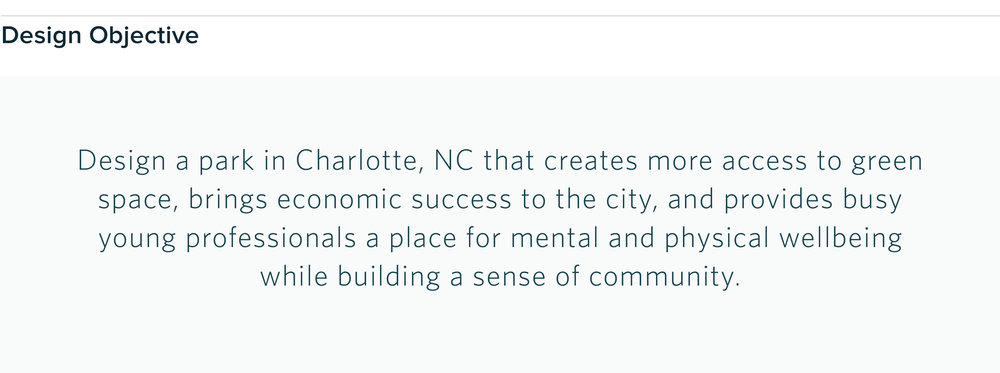 Design Objective
Design a park in Charlotte, NC that creates more access to green
space, brings economic success to the city, and provides busy
young professionals a place for mental and physical wellbeing
while building a sense of community.